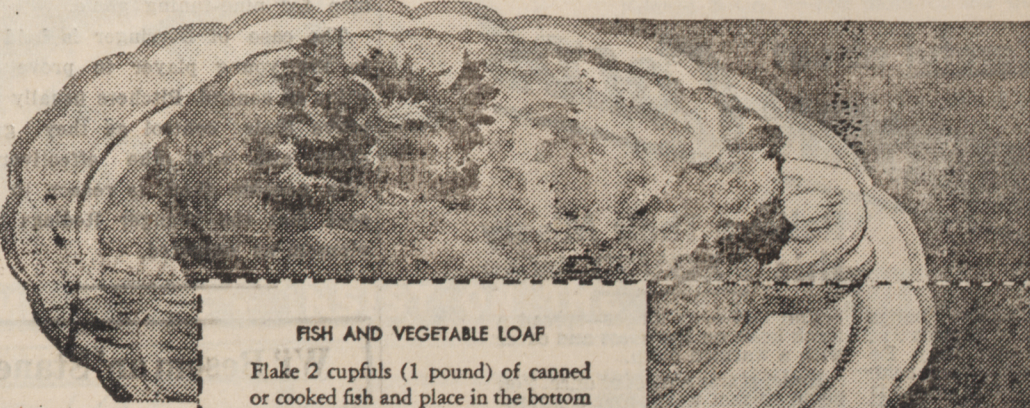 FISH AND VEGETABLE LOAF
Flake 2 cupfuls (1 pound) of canned
or cooked fish and place in the bottom